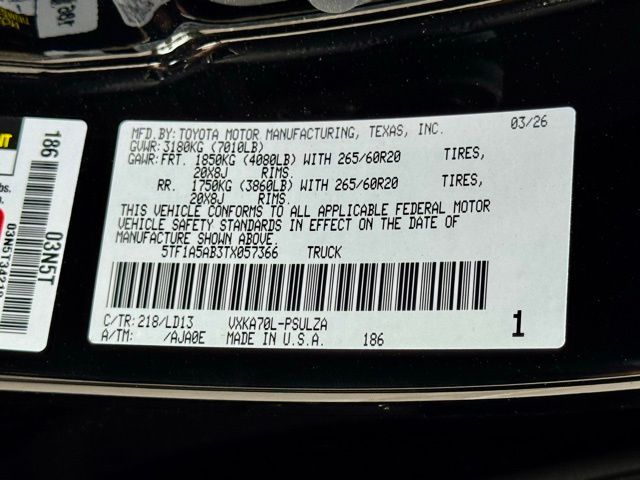 MFD.BY: TOYOTA MOTOR MANUFACTURING, TEXAS, INC. 03/26
GVWR: 3180KG (7010LB)
GAWR: FRT. 1850KG (4080LB) WITH 265/60R20 TIRES,
20X8J RIMS.
RR. 1750KG (3860LB) WITH 265/60R20 TIRES,
20X8J RIMS.
THIS VEHICLE CONFORMS TO ALL APPLICABLE FEDERAL MOTOR
VEHICLE SAFETY STANDARDS IN EFFECT ON THE DATE OF
MANUFACTURE SHOWN ABOVE.
5TF1A5AB3TX057366 TRUCK
C/TR: 218/LD13 VXKA70L-PSULZA
A/TM: /AJA0E MADE IN U.S.A. 186
1
186
03N5T
lbs.